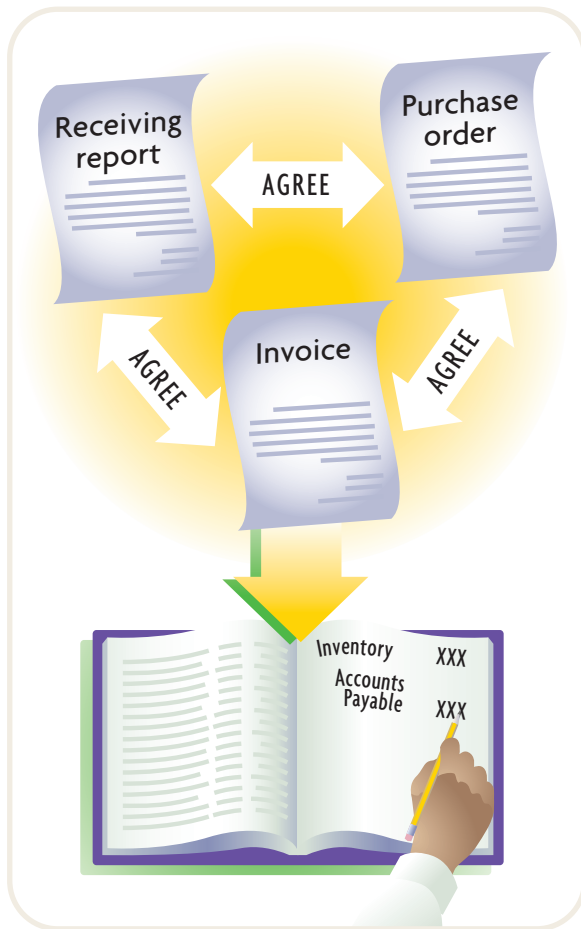 Receiving
report
Purchase
order
AGREE
Invoice
AGREE
AGREE
Inventory XXX
Accounts
Payable XXX